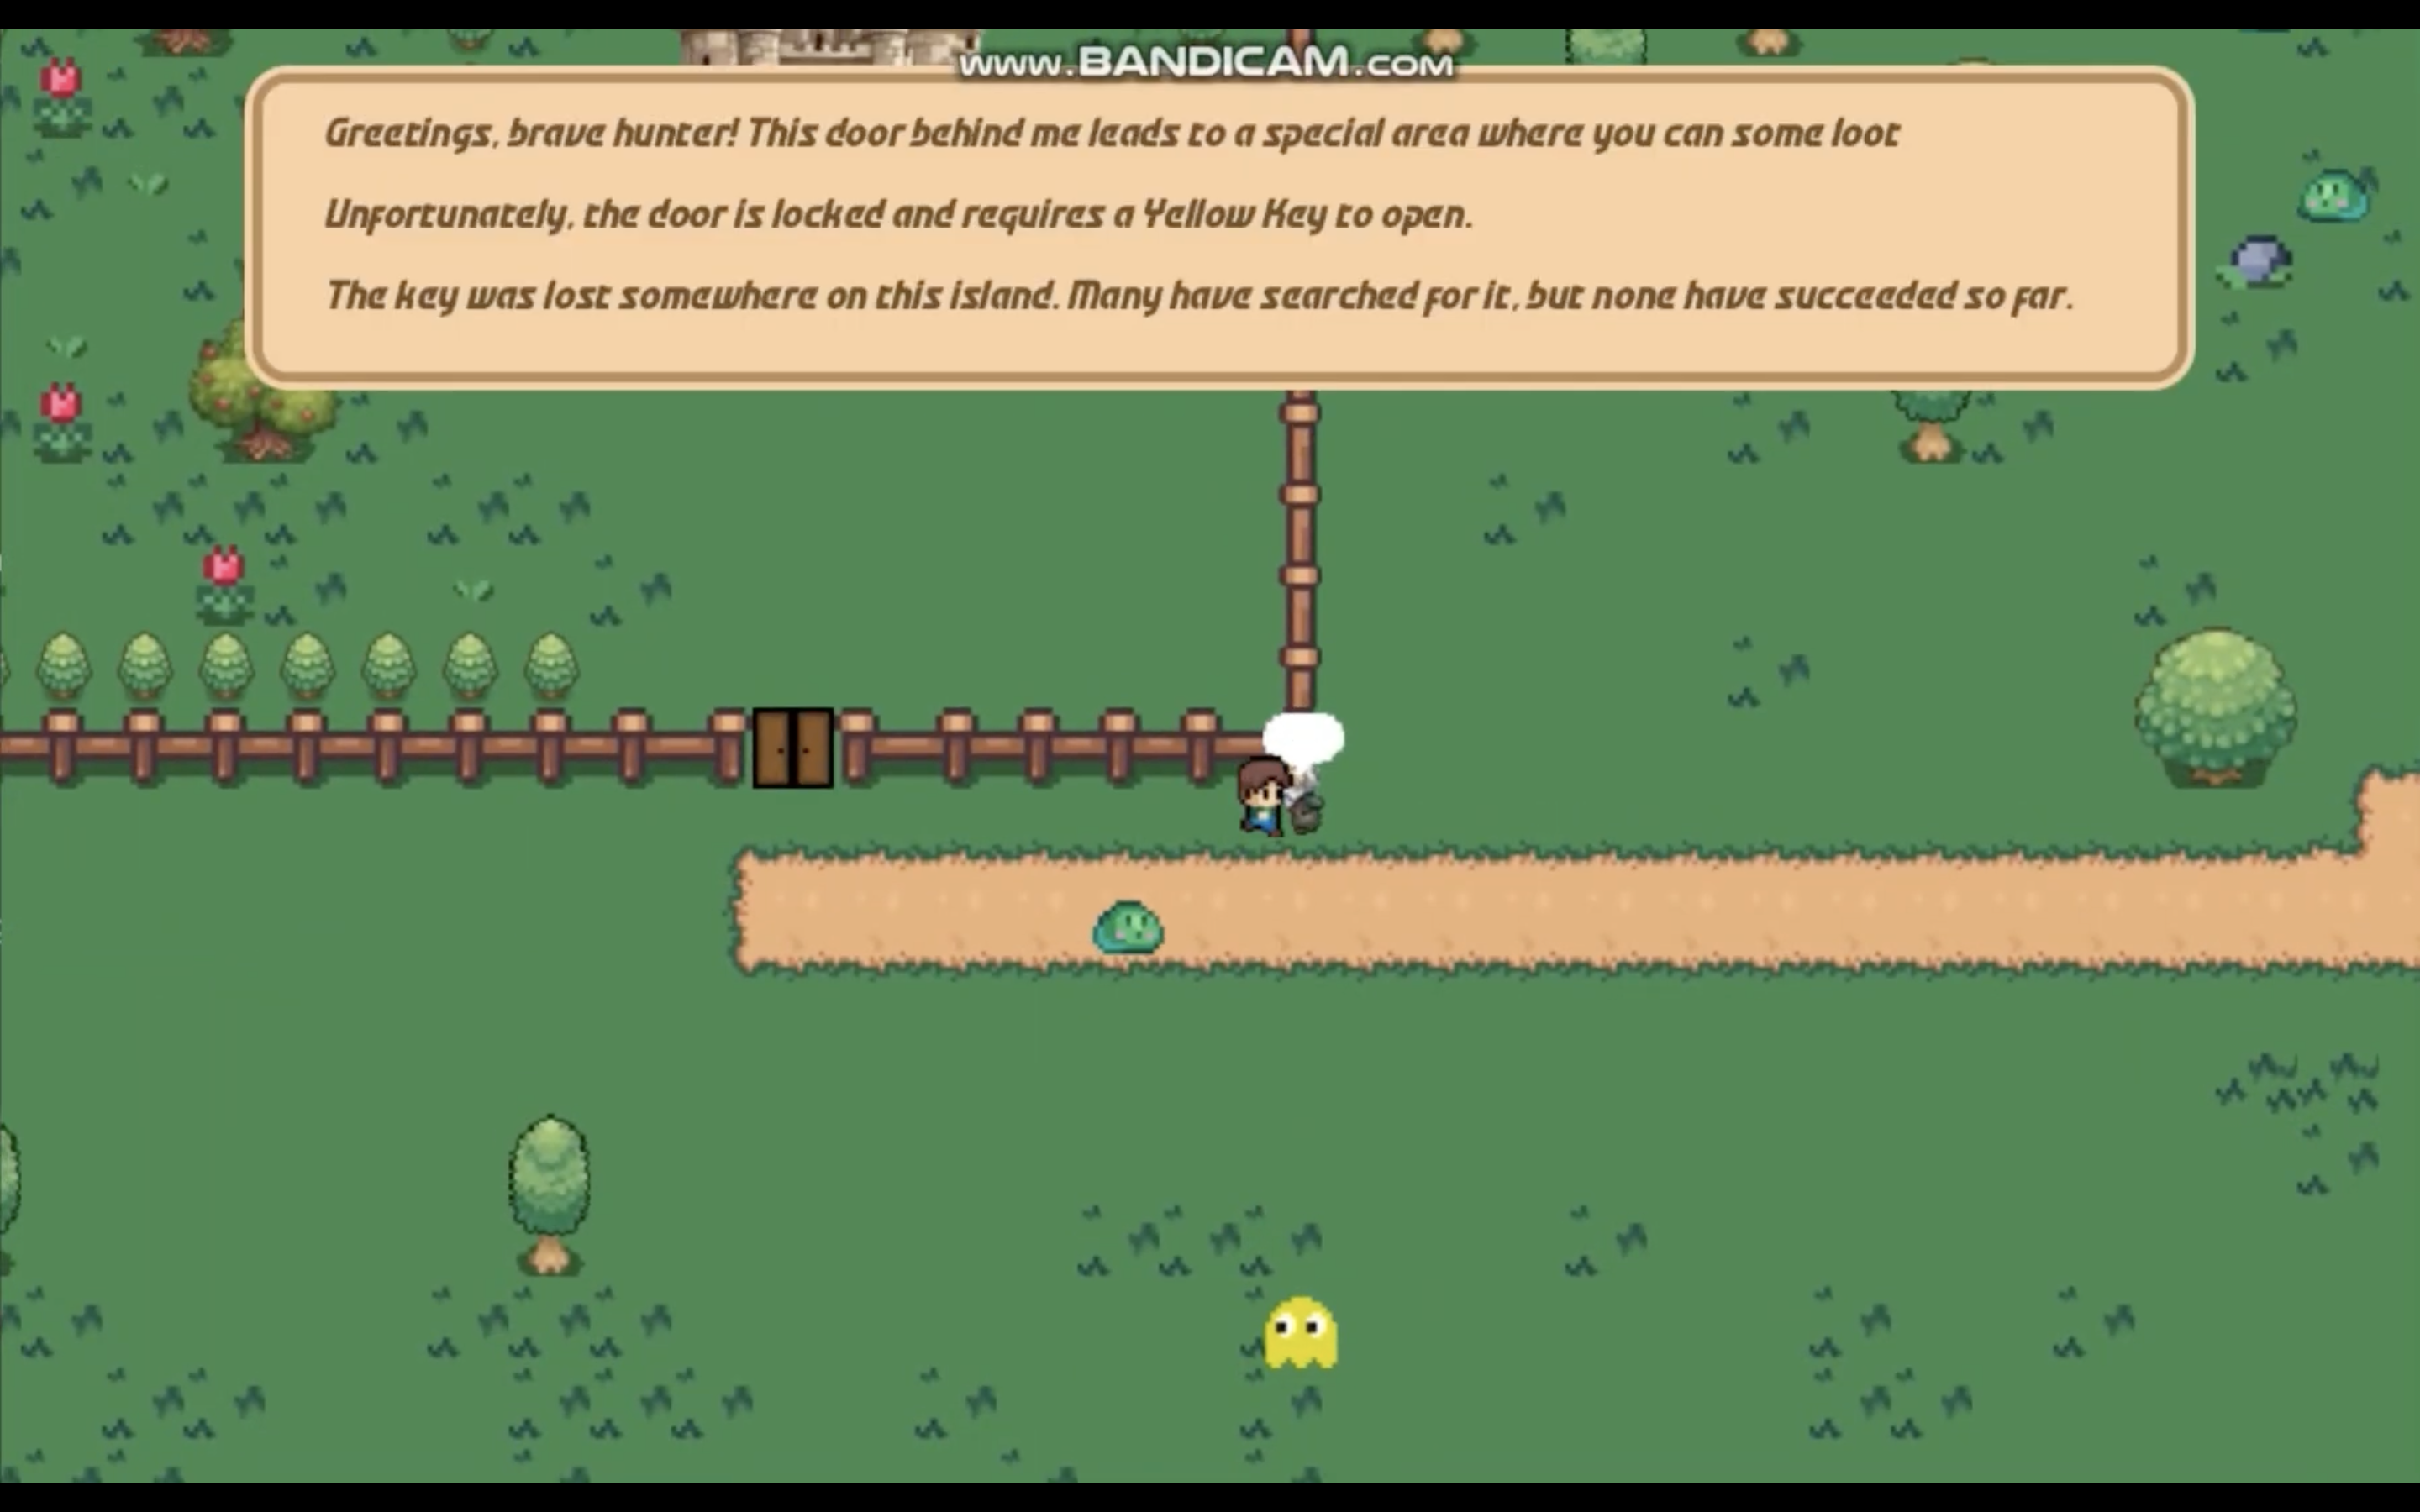 www.BANDICAM.com
Greetings, brave hunter! This door behind me leads to a special area where you can some loot
Unfortunately, the door is locked and requires a Yellow Key to open.
The key was lost somewhere on this island. Many have searched for it, but none have succeeded so far.